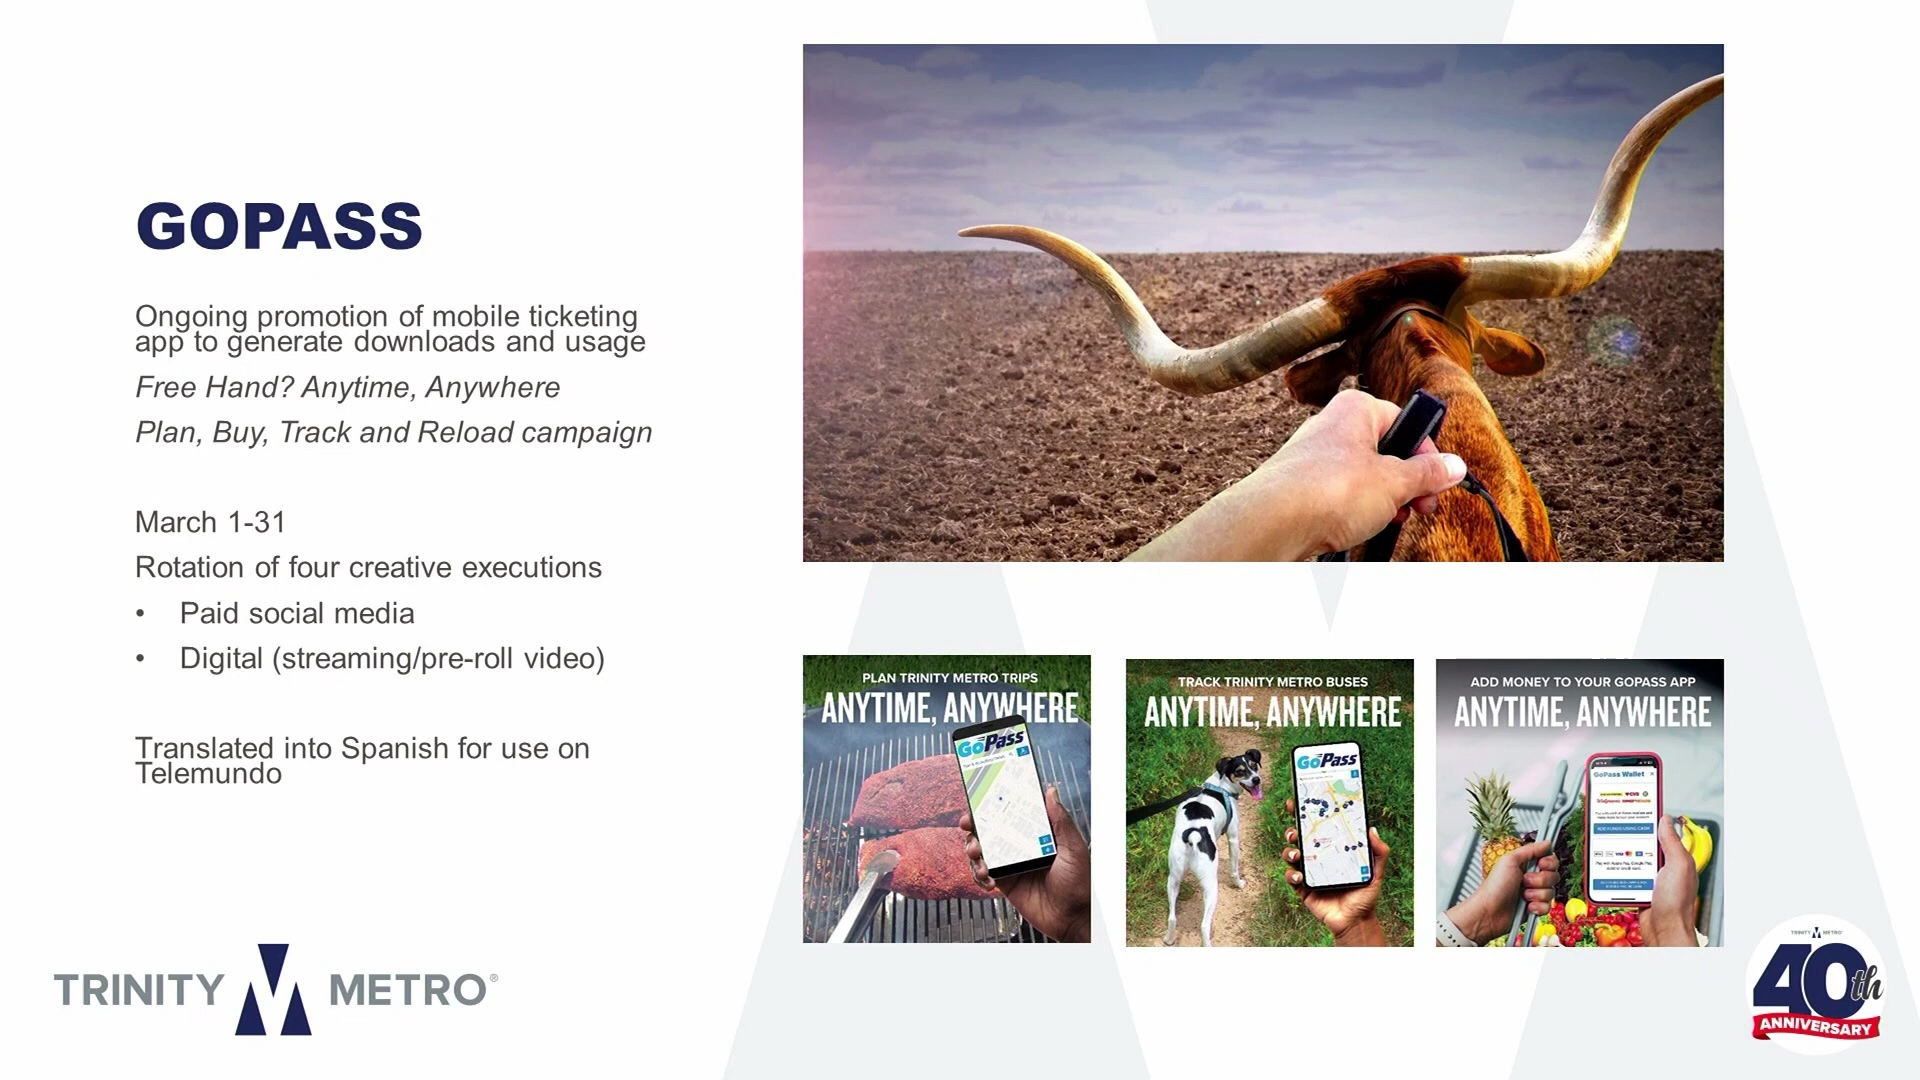 GOPASS
Ongoing promotion of mobile ticketing
app to generate downloads and usage
Free Hand? Anytime, Anywhere
Plan, Buy, Track and Reload campaign
March 1-31
Rotation of four creative executions
• Paid social media
• Digital (streaming/pre-roll video)
Translated into Spanish for use on
Telemundo
PLAN TRINITY METRO TRIPS
ANYTIME, ANYWHERE
GoPass
TRACK TRINITY METRO BUSES
ANYTIME, ANYWHERE
GoPass
ADD MONEY TO YOUR GOPASS APP
ANYTIME, ANYWHERE
GoPass Wallet
TRINITY METRO®
TRINITY METRO
40th
ANNIVERSARY